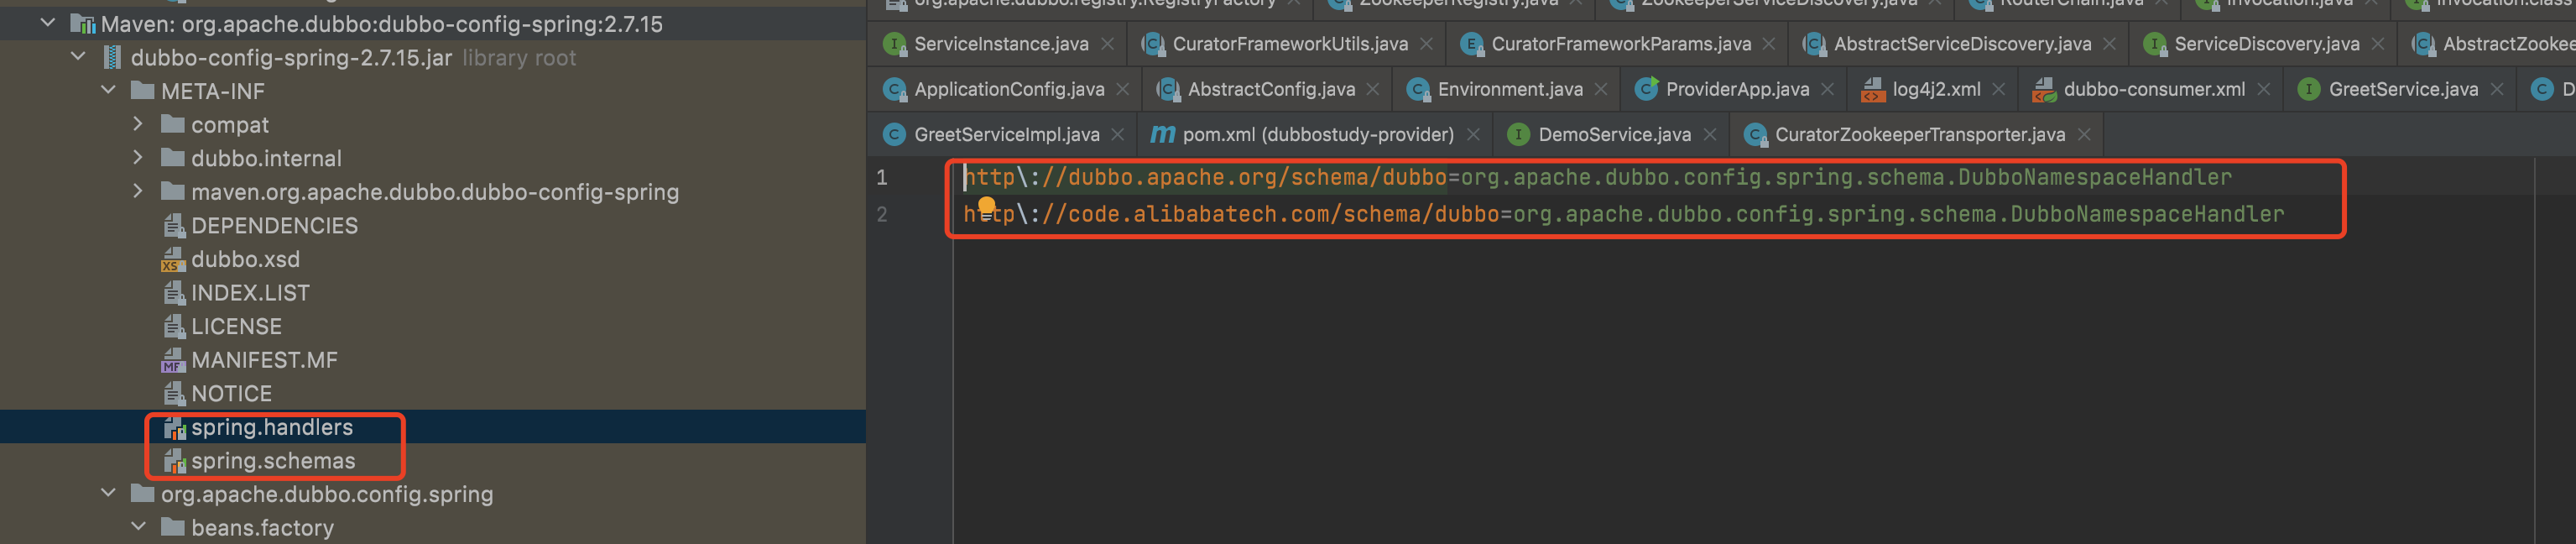 Maven: org.apache.dubbo:dubbo-config-spring:2.7.15
dubbo-config-spring-2.7.15.jar library root
META-INF
compat
dubbo.internal
maven.org.apache.dubbo.dubbo-config-spring
DEPENDENCIES
dubbo.xsd
INDEX.LIST
LICENSE
MANIFEST.MF
NOTICE
spring.handlers
spring.schemas
org.apache.dubbo.config.spring
beans.factory
org.apache.dubbo.registry.RegistryFactory ZookeeperRegistry.java ZookeeperServiceDiscovery.java RouterChain.java Invocation.java Invocation.class
ServiceInstance.java CuratorFrameworkUtils.java CuratorFrameworkParams.java AbstractServiceDiscovery.java ServiceDiscovery.java AbstractZookee
ApplicationConfig.java AbstractConfig.java Environment.java ProviderApp.java log4j2.xml dubbo-consumer.xml GreetService.java D
GreetServiceImpl.java pom.xml (dubbostudy-provider) DemoService.java CuratorZookeeperTransporter.java
1 http\://dubbo.apache.org/schema/dubbo=org.apache.dubbo.config.spring.schema.DubboNamespaceHandler
2 http\://code.alibabatech.com/schema/dubbo=org.apache.dubbo.config.spring.schema.DubboNamespaceHandler